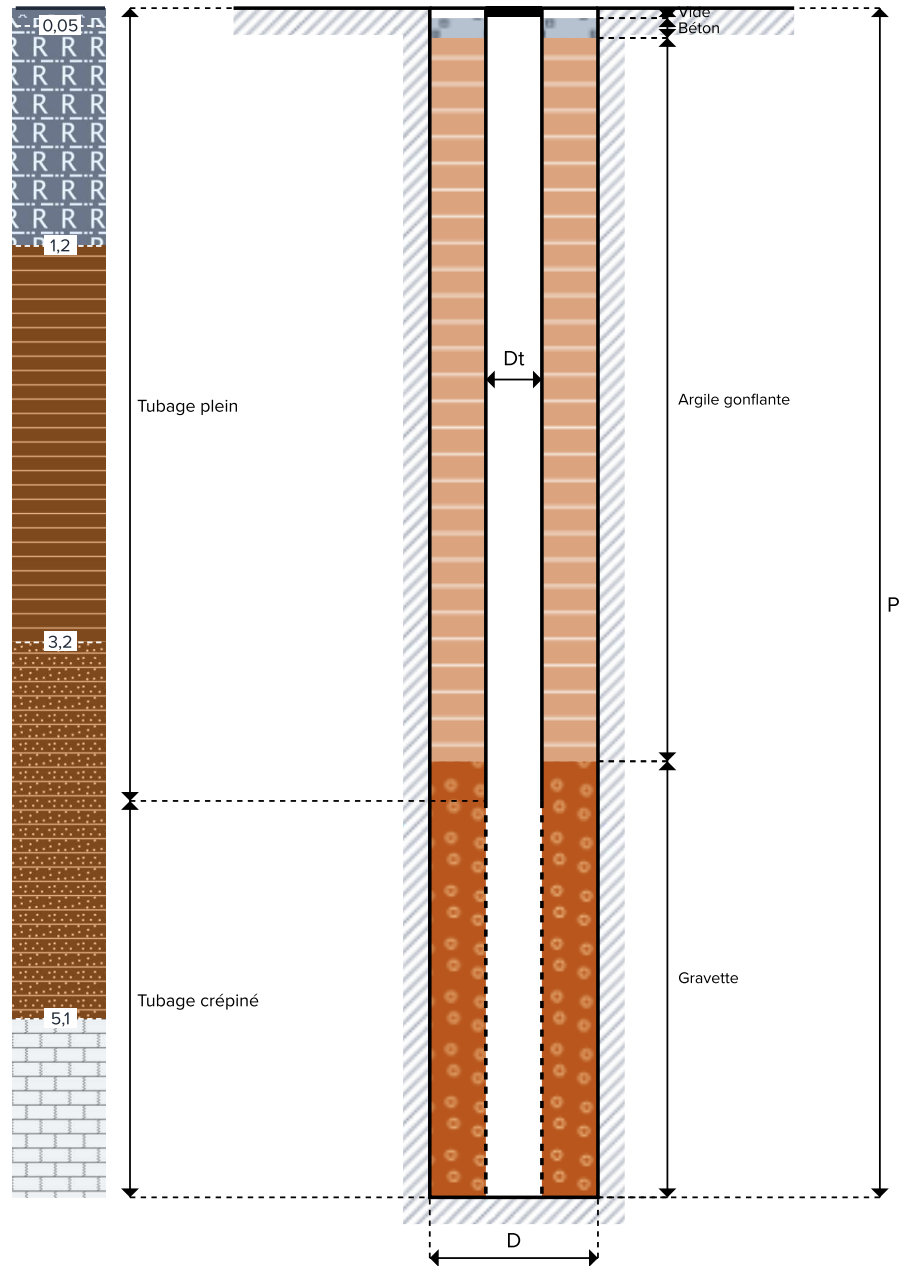 0,05
1,2
3,2
5,1
Tubage plein
Tubage crépiné
Dt
D
Vide
Béton
Argile gonflante
Gravette
P